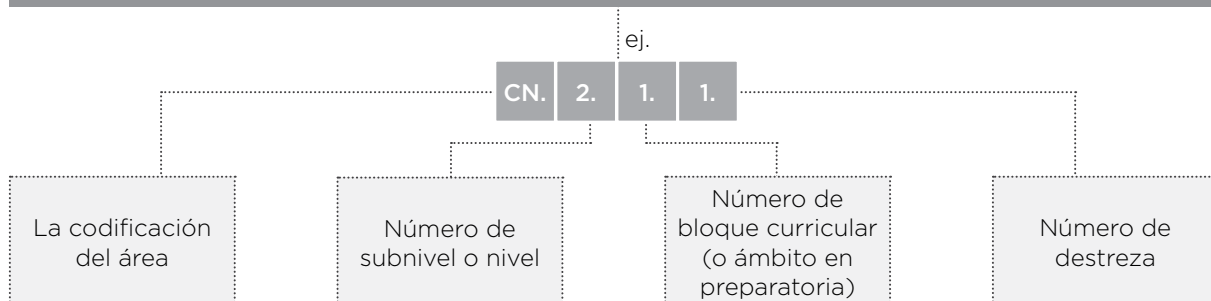 ej.
CN. 2. 1. 1.
La codificación
del área
Número de
subnivel o nivel
Número de
bloque curricular
(o ámbito en
preparatoria)
Número de
destreza